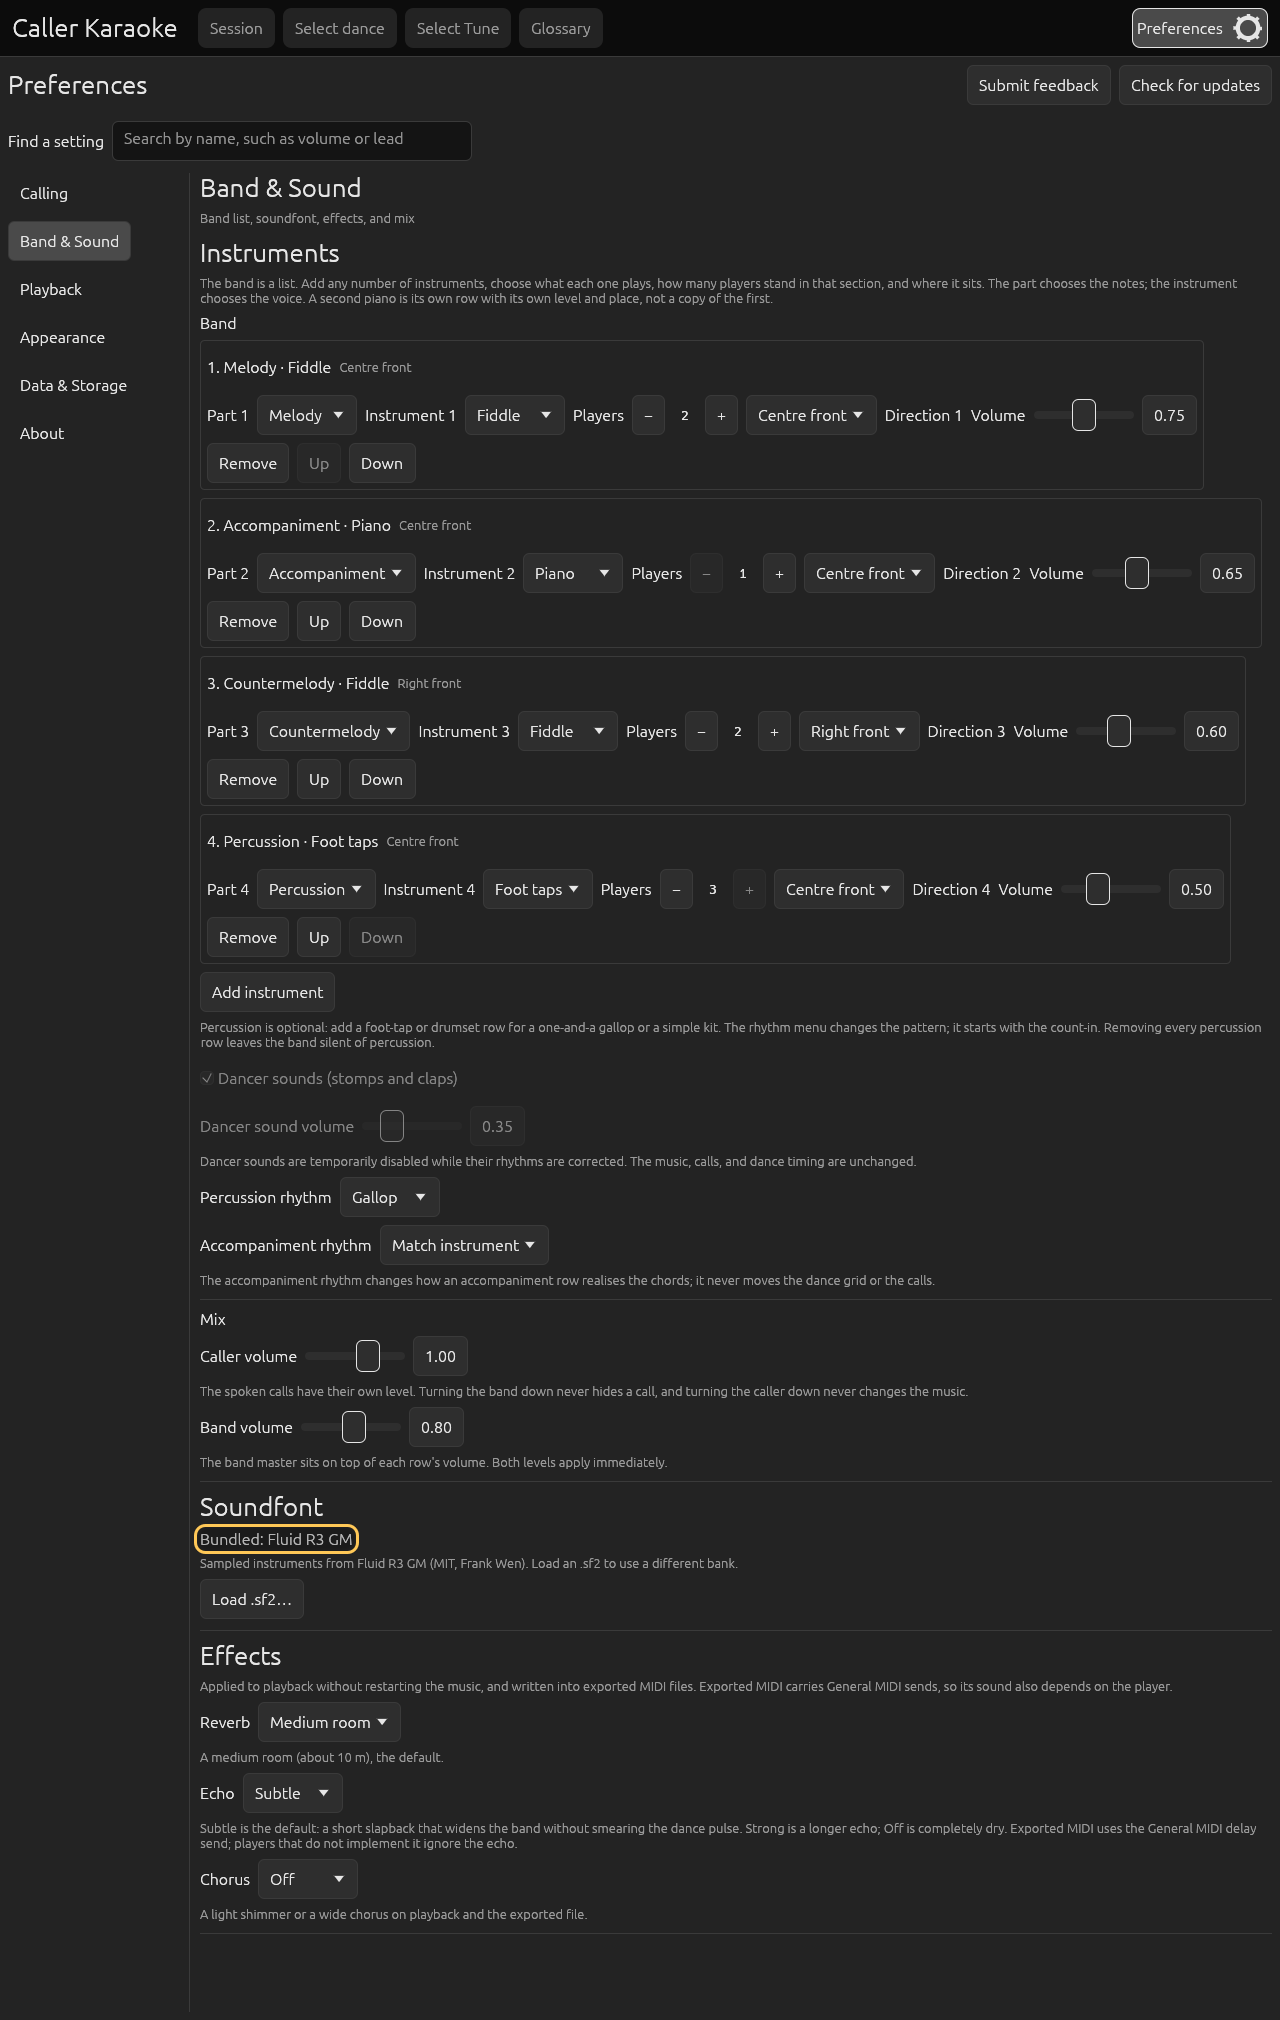 Caller Karaoke Session Select dance Select Tune Glossary Preferences
Preferences Submit feedback Check for updates
Find a setting Search by name, such as volume or lead
Calling
Band & Sound
Playback
Appearance
Data & Storage
About
Band & Sound
Band list, soundfont, effects, and mix
Instruments
The band is a list. Add any number of instruments, choose what each one plays, how many players stand in that section, and where it sits. The part chooses the notes; the instrument
chooses the voice. A second piano is its own row with its own level and place, not a copy of the first.
Band
1. Melody · Fiddle Centre front
Part 1 Melody Instrument 1 Fiddle Players − 2 + Centre front Direction 1 Volume 0.75
Remove Up Down
2. Accompaniment · Piano Centre front
Part 2 Accompaniment Instrument 2 Piano Players − 1 + Centre front Direction 2 Volume 0.65
Remove Up Down
3. Countermelody · Fiddle Right front
Part 3 Countermelody Instrument 3 Fiddle Players − 2 + Right front Direction 3 Volume 0.60
Remove Up Down
4. Percussion · Foot taps Centre front
Part 4 Percussion Instrument 4 Foot taps Players − 3 + Centre front Direction 4 Volume 0.50
Remove Up Down
Add instrument
Percussion is optional: add a foot-tap or drumset row for a one-and-a gallop or a simple kit. The rhythm menu changes the pattern; it starts with the count-in. Removing every percussion
row leaves the band silent of percussion.
Dancer sounds (stomps and claps)
Dancer sound volume 0.35
Dancer sounds are temporarily disabled while their rhythms are corrected. The music, calls, and dance timing are unchanged.
Percussion rhythm Gallop
Accompaniment rhythm Match instrument
The accompaniment rhythm changes how an accompaniment row realises the chords; it never moves the dance grid or the calls.
Mix
Caller volume 1.00
The spoken calls have their own level. Turning the band down never hides a call, and turning the caller down never changes the music.
Band volume 0.80
The band master sits on top of each row's volume. Both levels apply immediately.
Soundfont
Bundled: Fluid R3 GM
Sampled instruments from Fluid R3 GM (MIT, Frank Wen). Load an .sf2 to use a different bank.
Load .sf2…
Effects
Applied to playback without restarting the music, and written into exported MIDI files. Exported MIDI carries General MIDI sends, so its sound also depends on the player.
Reverb Medium room
A medium room (about 10 m), the default.
Echo Subtle
Subtle is the default: a short slapback that widens the band without smearing the dance pulse. Strong is a longer echo; Off is completely dry. Exported MIDI uses the General MIDI delay
send; players that do not implement it ignore the echo.
Chorus Off
A light shimmer or a wide chorus on playback and the exported file.